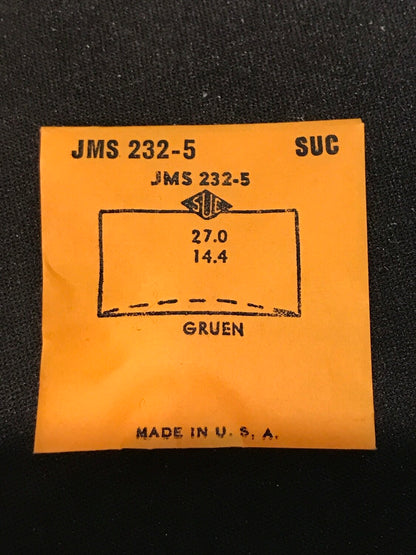 JMS 232-5 SUC
JMS 232-5
SUC
27.0
14.4
GRUEN
MADE IN U. S. A.